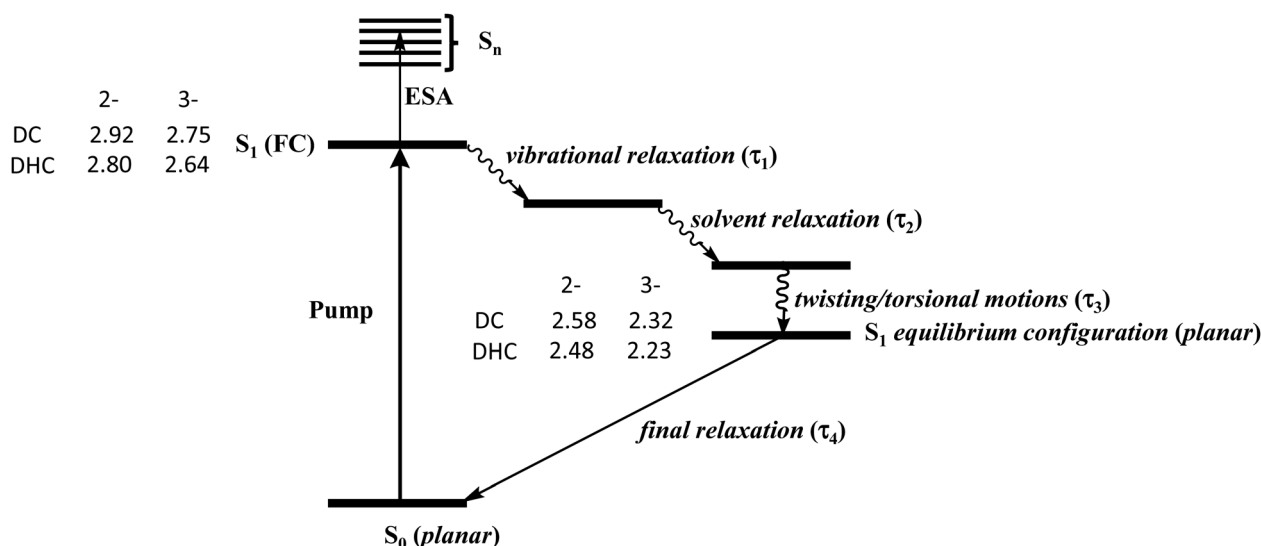 Sₙ
ESA
2- 3-
DC 2.92 2.75
DHC 2.80 2.64
S₁ (FC)
vibrational relaxation (τ₁)
solvent relaxation (τ₂)
Pump
2- 3-
DC 2.58 2.32
DHC 2.48 2.23
twisting/torsional motions (τ₃)
S₁ equilibrium configuration (planar)
final relaxation (τ₄)
S₀ (planar)